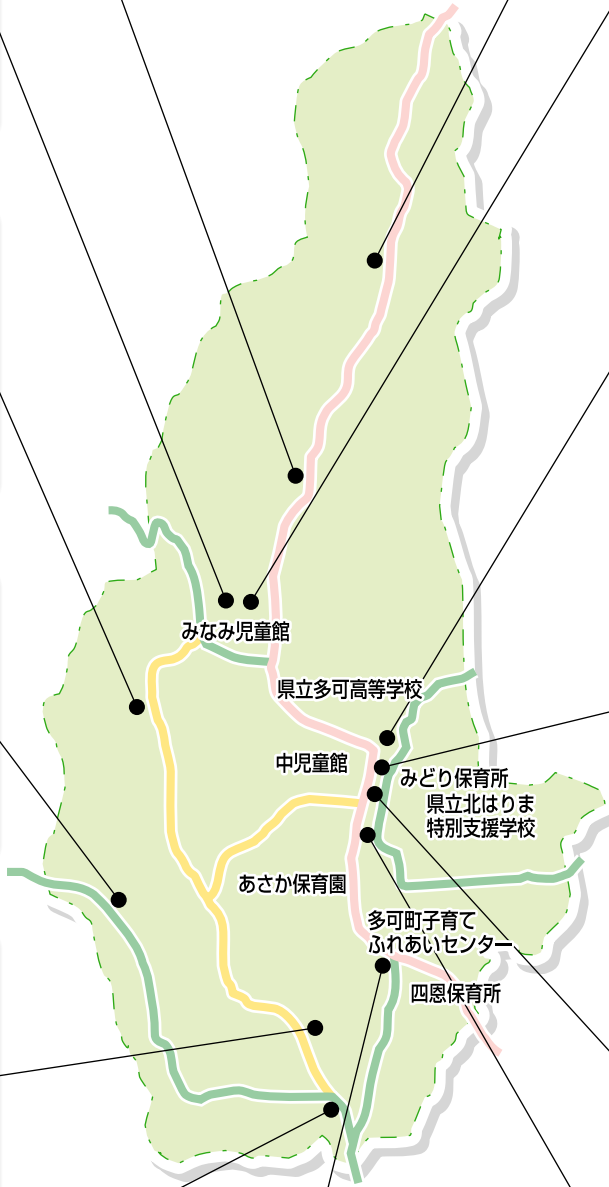 みなみ児童館
県立多可高等学校
中児童館
みどり保育所
県立北はりま
特別支援学校
あさか保育園
多可町子育て
ふれあいセンター
四恩保育所